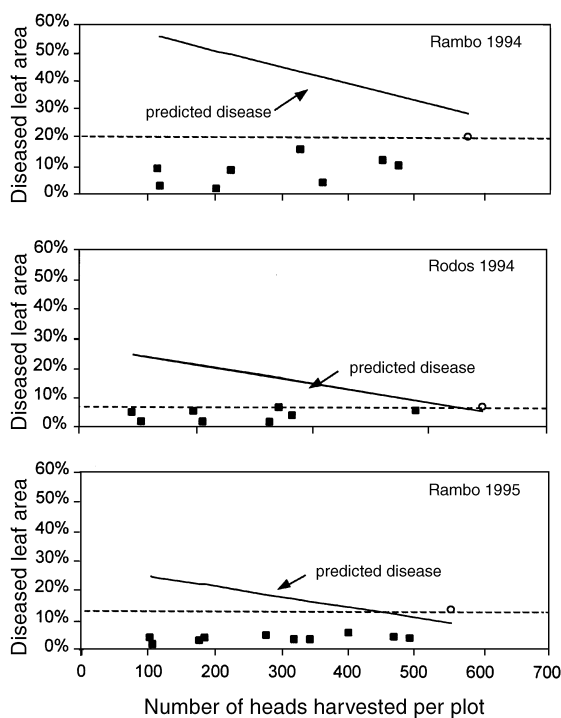 Diseased leaf area
60%
50%
40%
30%
20%
10%
0%
Rambo 1994
predicted disease
Diseased leaf area
60%
50%
40%
30%
20%
10%
0%
Rodos 1994
predicted disease
Diseased leaf area
60%
50%
40%
30%
20%
10%
0%
Rambo 1995
predicted disease
0 100 200 300 400 500 600 700
Number of heads harvested per plot